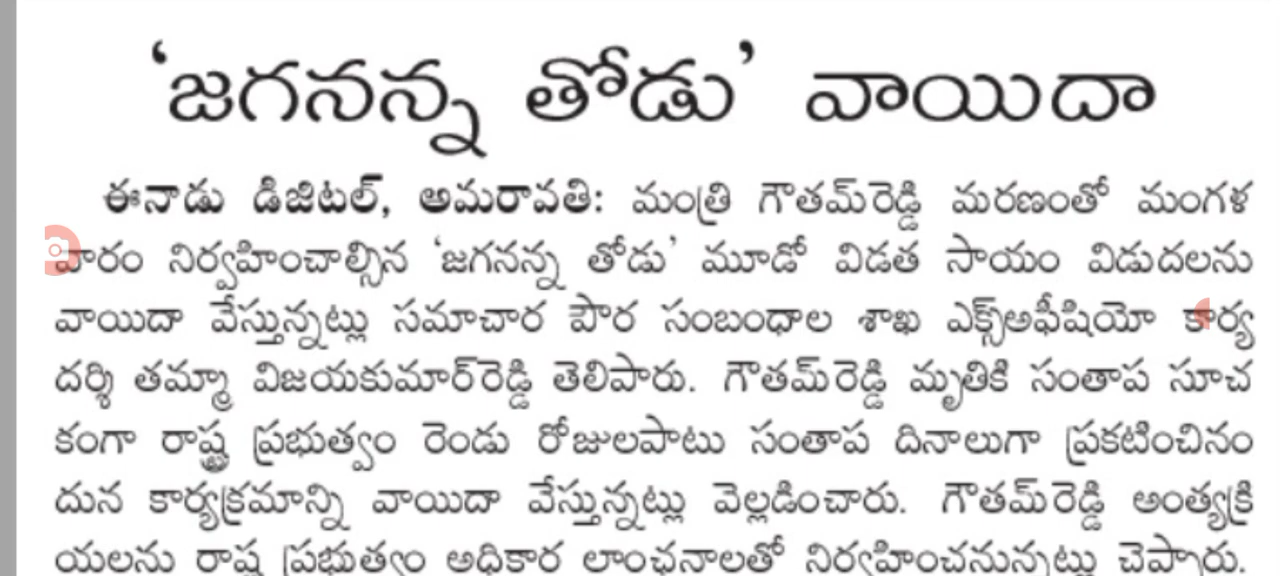 ‘జగనన్న తోడు’ వాయిదా
ఈనాడు డిజిటల్, అమరావతి: మంత్రి గౌతమ్‌రెడ్డి మరణంతో మంగళ
వారం నిర్వహించాల్సిన ‘జగనన్న తోడు’ మూడో విడత సాయం విడుదలను
వాయిదా వేస్తున్నట్లు సమాచార పౌర సంబంధాల శాఖ ఎక్స్అఫీషియో కార్య
దర్శి తమ్మా విజయకుమార్‌రెడ్డి తెలిపారు. గౌతమ్‌రెడ్డి మృతికి సంతాప సూచ
కంగా రాష్ట్ర ప్రభుత్వం రెండు రోజులపాటు సంతాప దినాలుగా ప్రకటించినం
దున కార్యక్రమాన్ని వాయిదా వేస్తున్నట్లు వెల్లడించారు. గౌతమ్‌రెడ్డి అంత్యక్రి
యలను రాష్ట్ర ప్రభుత్వం అధికార లాంఛనాలతో నిర్వహించనున్నట్లు చెప్పారు.